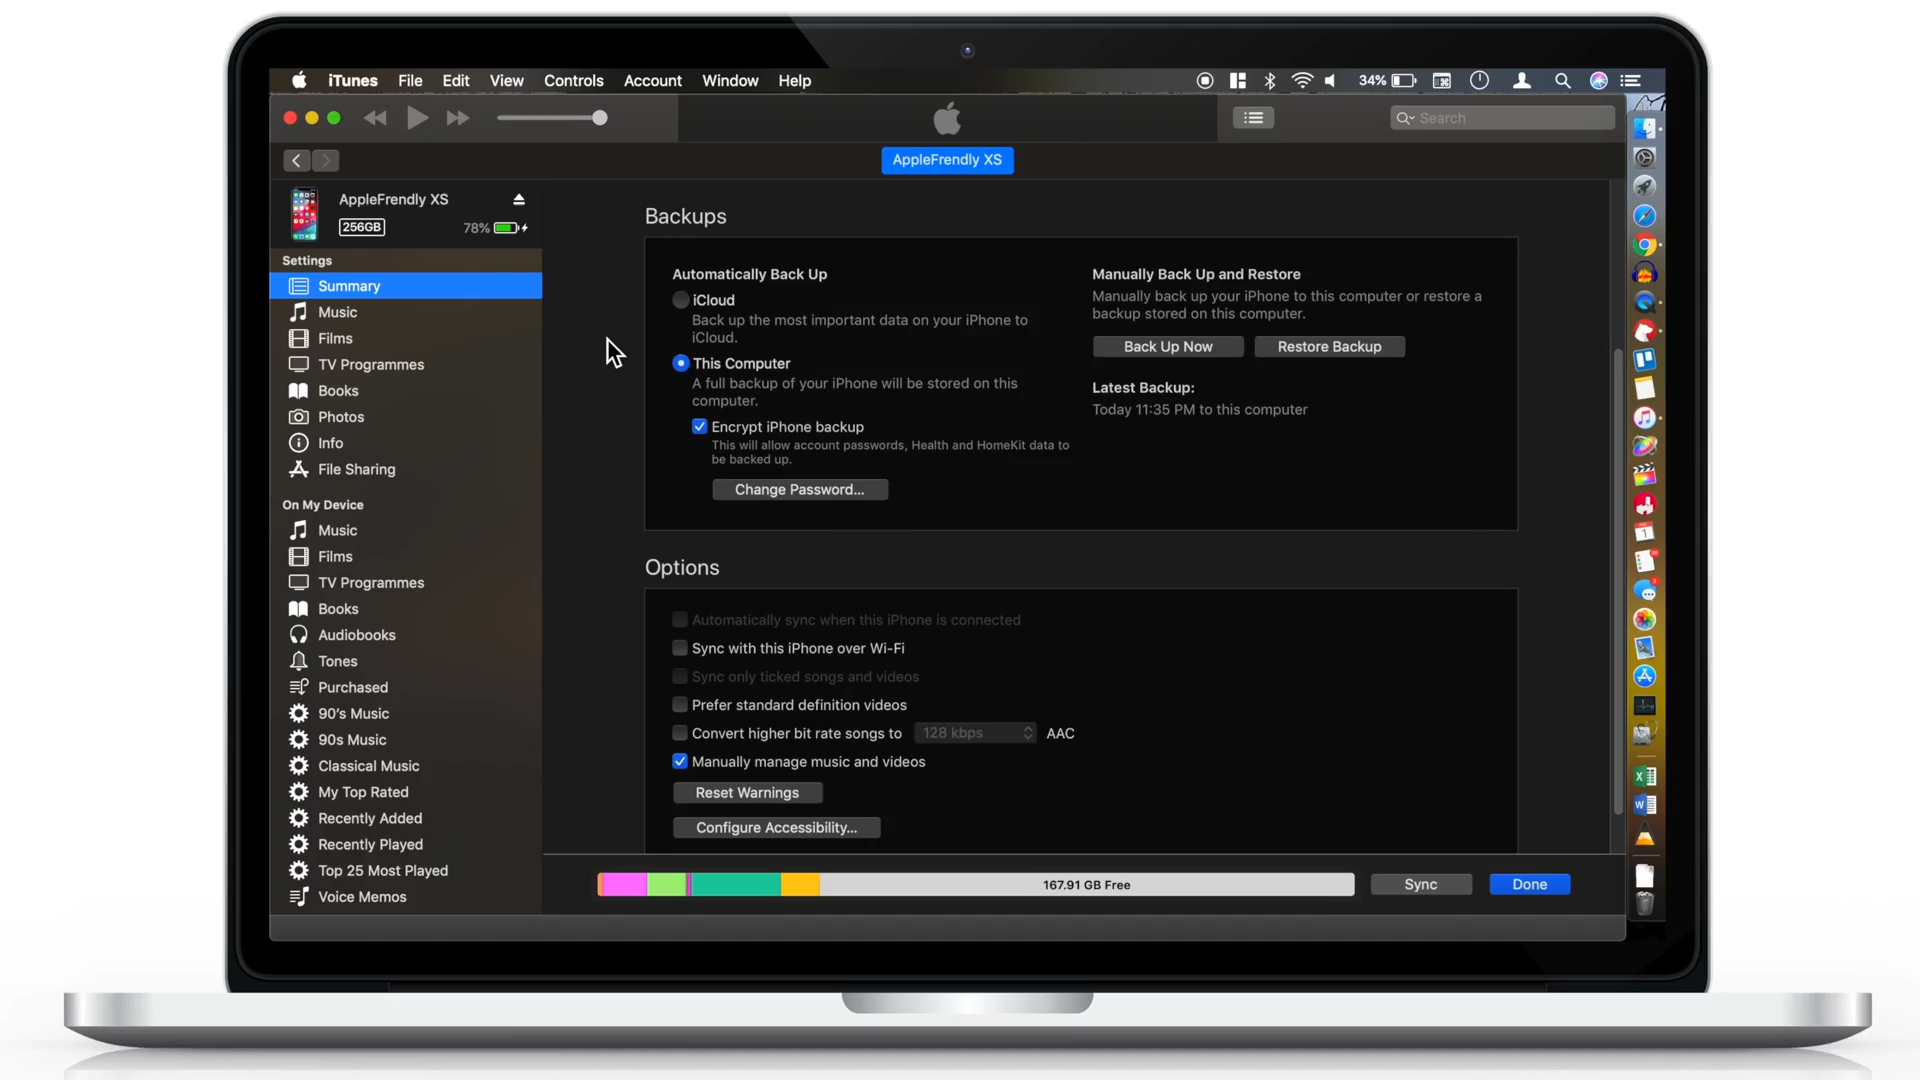 iTunes File Edit View Controls Account Window Help 34%
Search
AppleFrendly XS
AppleFrendly XS
256GB 78%
Settings
Summary
Music
Films
TV Programmes
Books
Photos
Info
File Sharing
On My Device
Music
Films
TV Programmes
Books
Audiobooks
Tones
Purchased
90's Music
90s Music
Classical Music
My Top Rated
Recently Added
Recently Played
Top 25 Most Played
Voice Memos
Backups
Automatically Back Up
iCloud
Back up the most important data on your iPhone to
iCloud.
This Computer
A full backup of your iPhone will be stored on this
computer.
Encrypt iPhone backup
This will allow account passwords, Health and HomeKit data to
be backed up.
Change Password...
Manually Back Up and Restore
Manually back up your iPhone to this computer or restore a
backup stored on this computer.
Back Up Now Restore Backup
Latest Backup:
Today 11:35 PM to this computer
Options
Automatically sync when this iPhone is connected
Sync with this iPhone over Wi-Fi
Sync only ticked songs and videos
Prefer standard definition videos
Convert higher bit rate songs to 128 kbps AAC
Manually manage music and videos
Reset Warnings
Configure Accessibility...
167.91 GB Free Sync Done